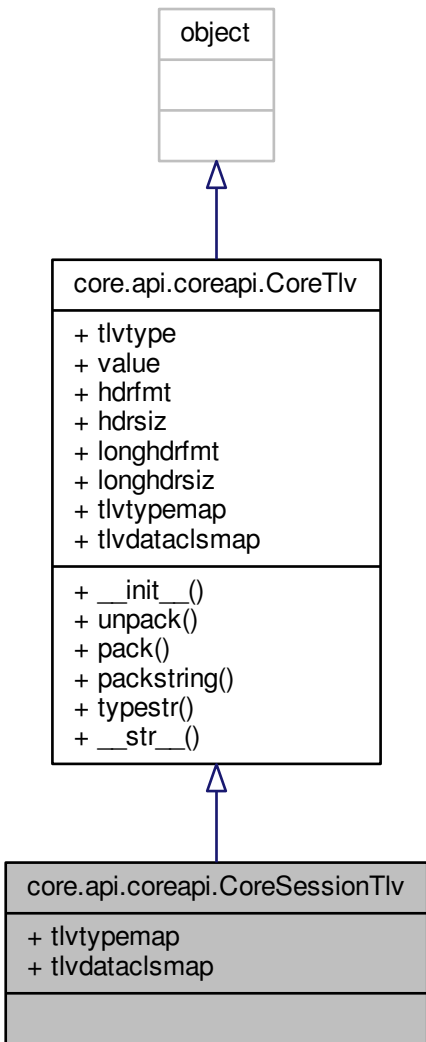 object
core.api.coreapi.CoreTlv
+ tlvtype
+ value
+ hdrfmt
+ hdrsiz
+ longhdrfmt
+ longhdrsiz
+ tlvtypemap
+ tlvdataclsmap
+ __init__()
+ unpack()
+ pack()
+ packstring()
+ typestr()
+ __str__()
core.api.coreapi.CoreSessionTlv
+ tlvtypemap
+ tlvdataclsmap